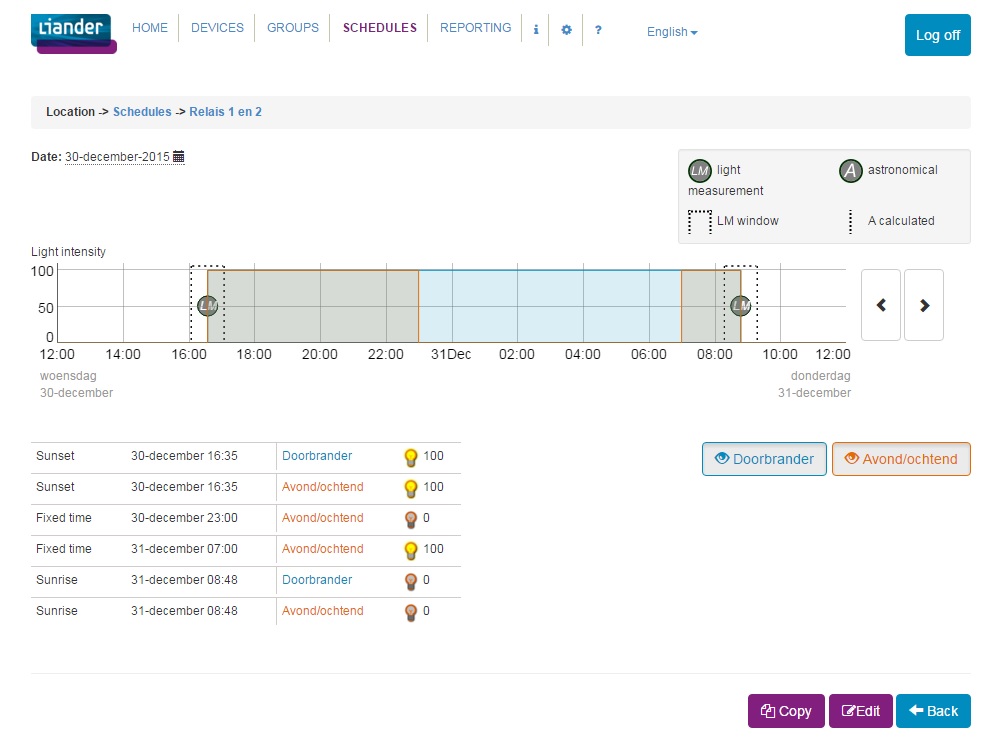 Liander HOME DEVICES GROUPS SCHEDULES REPORTING i ? English Log off
Location -> Schedules -> Relais 1 en 2
Date: 30-december-2015
LM light measurement
A astronomical
LM window
A calculated
Light intensity
100
50
0
LM LM
12:00 14:00 16:00 18:00 20:00 22:00 31Dec 02:00 04:00 06:00 08:00 10:00 12:00
woensdag donderdag
30-december 31-december
Sunset 30-december 16:35 Doorbrander 100
Sunset 30-december 16:35 Avond/ochtend 100
Fixed time 30-december 23:00 Avond/ochtend 0
Fixed time 31-december 07:00 Avond/ochtend 100
Sunrise 31-december 08:48 Doorbrander 0
Sunrise 31-december 08:48 Avond/ochtend 0
Doorbrander Avond/ochtend
Copy Edit Back